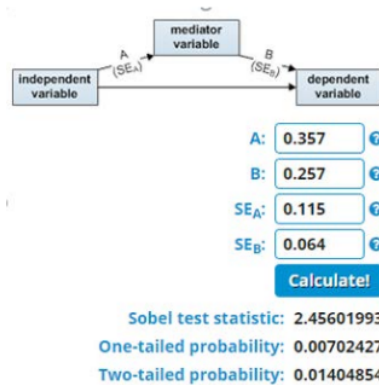 mediator
variable
A
(SEA)
B
(SEB)
independent
variable
dependent
variable
A: 0.357 ?
B: 0.257 ?
SEA: 0.115 ?
SEB: 0.064 ?
Calculate!
Sobel test statistic: 2.45601993
One-tailed probability: 0.00702427
Two-tailed probability: 0.01404854